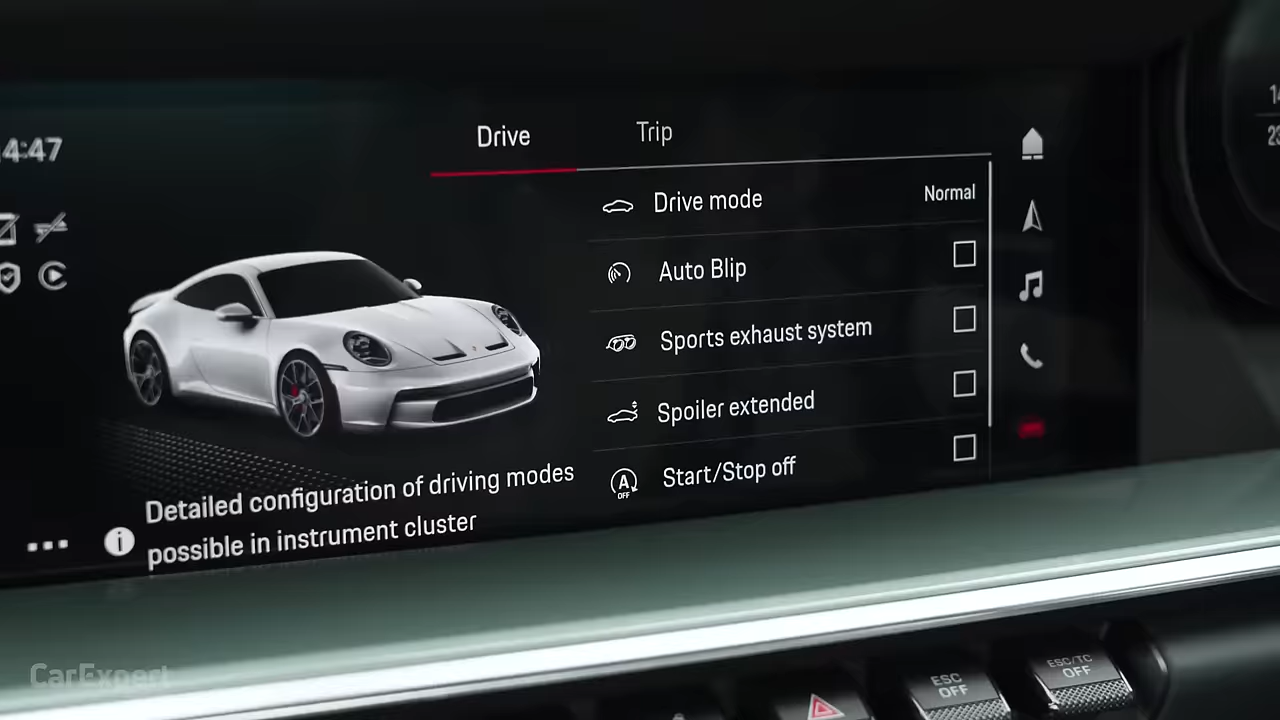 4:47
Drive
Trip
Drive mode
Normal
Auto Blip
Sports exhaust system
Spoiler extended
A
OFF
Start/Stop off
Detailed configuration of driving modes
possible in instrument cluster
CarExpert
ESC
OFF
ESC/TC
OFF